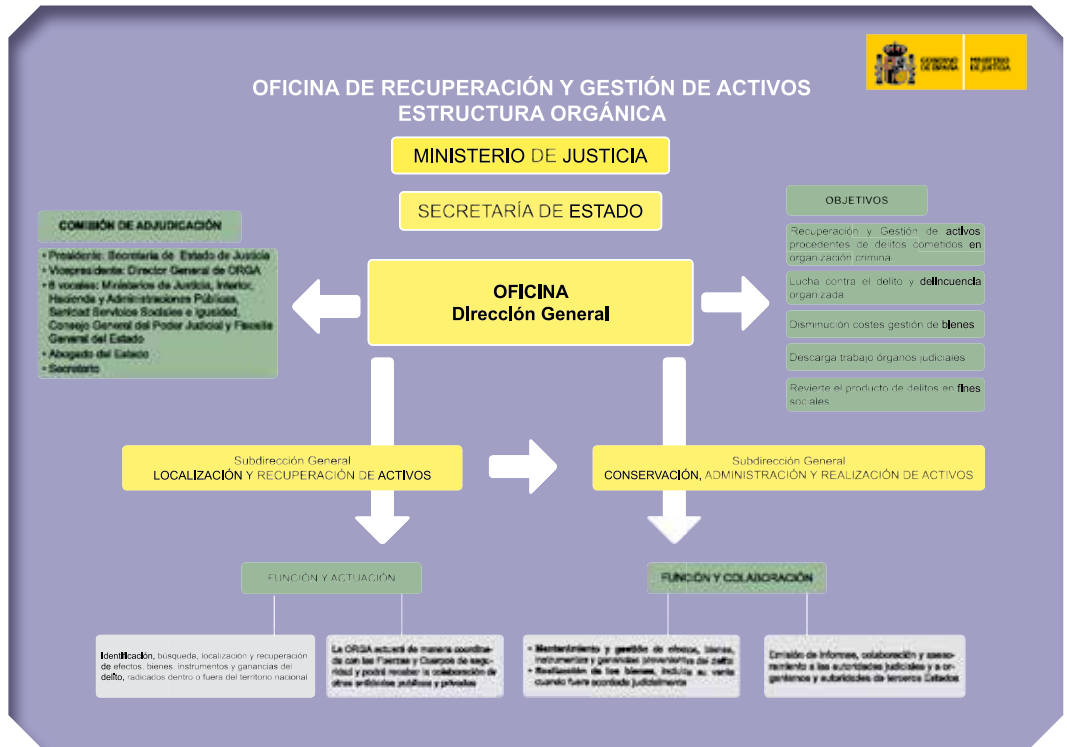 GOBIERNO
DE ESPAÑA
MINISTERIO
DE JUSTICIA
OFICINA DE RECUPERACIÓN Y GESTIÓN DE ACTIVOS
ESTRUCTURA ORGÁNICA
MINISTERIO DE JUSTICIA
SECRETARÍA DE ESTADO
COMISIÓN DE ADJUDICACIÓN
• Presidente: Secretaria de Estado de Justicia
• Vicepresidente: Director General de ORGA
• 6 vocales: Ministerios de Justicia, Interior,
Hacienda y Administraciones Públicas,
Sanidad Servicios Sociales e Igualdad,
Consejo General del Poder Judicial y Fiscalía
General del Estado
• Abogado del Estado
• Secretario
OFICINA
Dirección General
OBJETIVOS
Recuperación y Gestión de activos
procedentes de delitos cometidos en
organización criminal
Lucha contra el delito y delincuencia
organizada
Disminución costes gestión de bienes
Descarga trabajo órganos judiciales
Revierte el producto de delitos en fines
sociales
Subdirección General
LOCALIZACIÓN Y RECUPERACIÓN DE ACTIVOS
Subdirección General
CONSERVACIÓN, ADMINISTRACIÓN Y REALIZACIÓN DE ACTIVOS
FUNCIÓN Y ACTUACIÓN
FUNCIÓN Y COLABORACIÓN
Identificación, búsqueda, localización y recuperación
de efectos, bienes, instrumentos y ganancias del
delito, radicados dentro o fuera del territorio nacional
La ORGA actuará de manera coordina-
da con las Fuerzas y Cuerpos de segu-
ridad y podrá recabar la colaboración de
otras entidades públicas y privadas
• Mantenimiento y gestión de efectos, bienes,
instrumentos y ganancias provenientes del delito
• Realización de los bienes, incluida su venta
cuando fuera acordada judicialmente
Emisión de informes, colaboración y aseso-
ramiento a las autoridades judiciales y a or-
ganismos y autoridades de terceros Estados